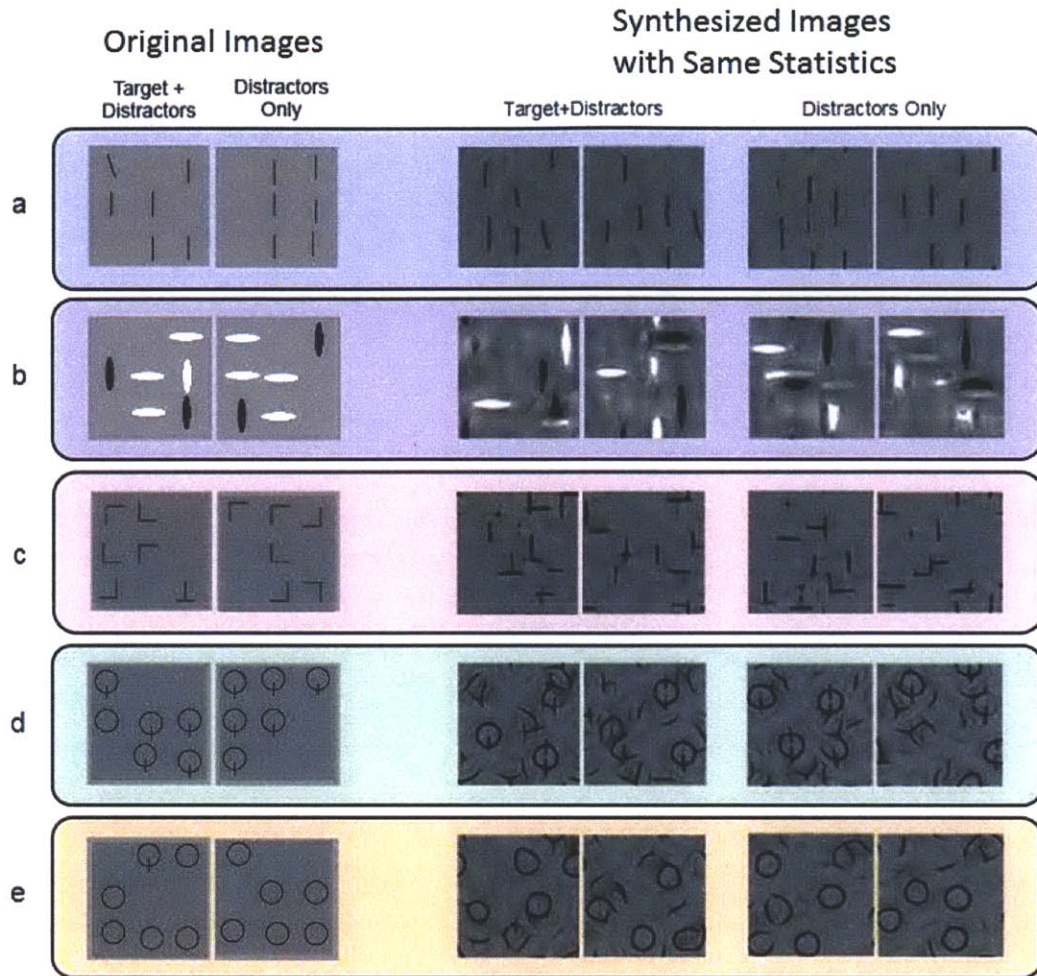 Original Images
Synthesized Images
with Same Statistics
Target +
Distractors
Distractors
Only
Target+Distractors
Distractors Only
a
b
c
d
e